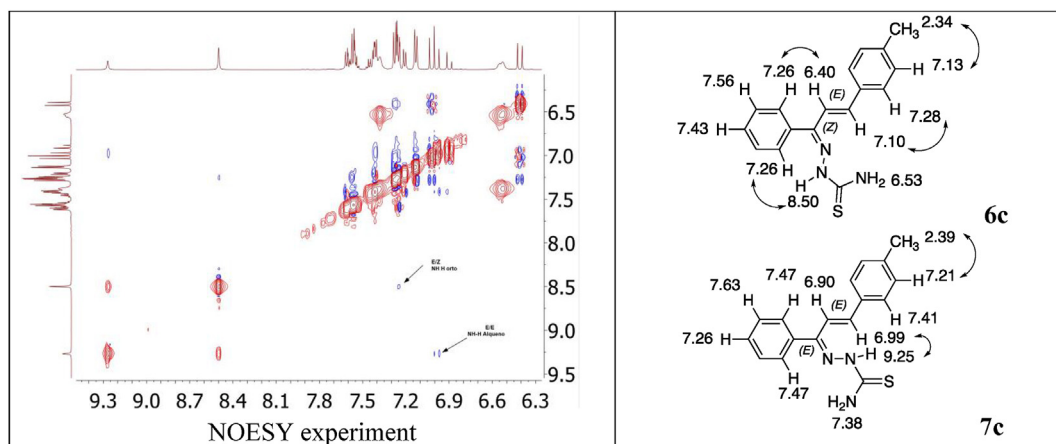 6.5
7.0
7.5
8.0
8.5
9.0
9.5
E/Z
NH H orto
E/E
NH-H Alqueno
9.3 9.0 8.7 8.4 8.1 7.8 7.5 7.2 6.9 6.6 6.3
NOESY experiment
CH₃ 2.34
7.56 7.26 6.40 H 7.13
H H H (E)
7.43 H H 7.28
(Z) H 7.10
H N
7.26 N NH₂ 6.53
H 8.50
S
6c
CH₃ 2.39
7.63 7.47 6.90 H 7.21
H H H (E)
7.26 H H 7.41
(E) H 6.99
H N N H 9.25
7.47 S
H₂N
7.38
7c